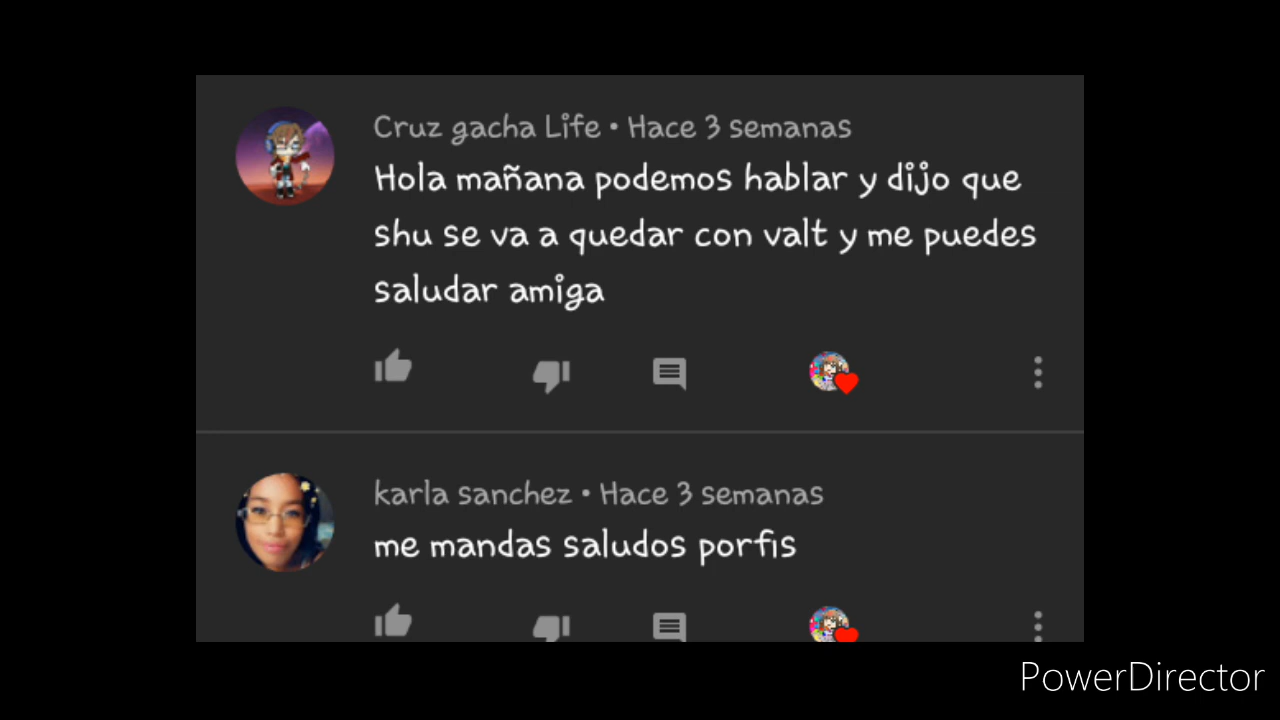 Cruz gacha Life • Hace 3 semanas
Hola mañana podemos hablar y dijo que
shu se va a quedar con valt y me puedes
saludar amiga
karla sanchez • Hace 3 semanas
me mandas saludos porfis
PowerDirector